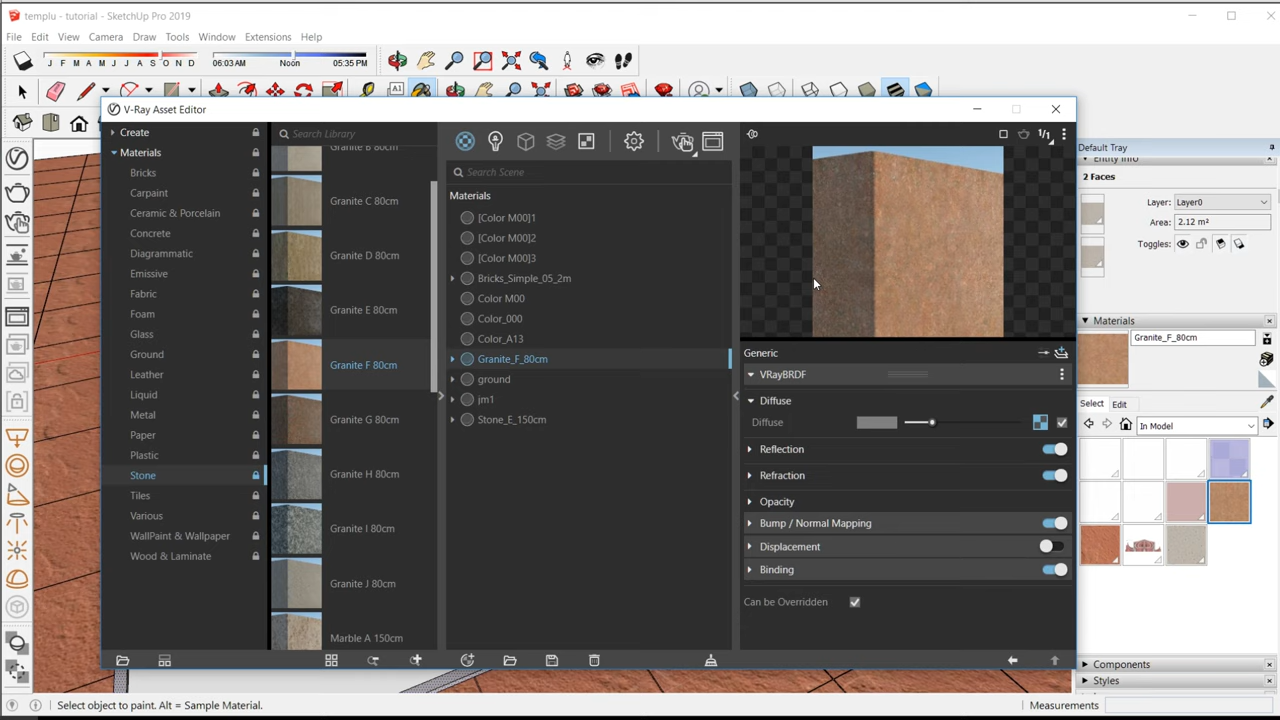 templu - tutorial - SketchUp Pro 2019
File Edit View Camera Draw Tools Window Extensions Help
J F M A M J J A S O N D 06:03 AM Noon 05:35 PM
V-Ray Asset Editor
Create
Materials
Bricks
Carpaint
Ceramic & Porcelain
Concrete
Diagrammatic
Emissive
Fabric
Foam
Glass
Ground
Leather
Liquid
Metal
Paper
Plastic
Stone
Tiles
Various
WallPaint & Wallpaper
Wood & Laminate
Search Library
Granite B 80cm
Granite C 80cm
Granite D 80cm
Granite E 80cm
Granite F 80cm
Granite G 80cm
Granite H 80cm
Granite I 80cm
Granite J 80cm
Marble A 150cm
Search Scene
Materials
[Color M00]1
[Color M00]2
[Color M00]3
Bricks_Simple_05_2m
Color M00
Color_000
Color_A13
Granite_F_80cm
ground
jm1
Stone_E_150cm
1/1
Generic
VRayBRDF
Diffuse
Diffuse
Reflection
Refraction
Opacity
Bump / Normal Mapping
Displacement
Binding
Can be Overridden
Default Tray
Entity Info
2 Faces
Layer: Layer0
Area: 2.12 m²
Toggles:
Materials
Granite_F_80cm
Select Edit
In Model
Components
Styles
Select object to paint. Alt = Sample Material.
Measurements